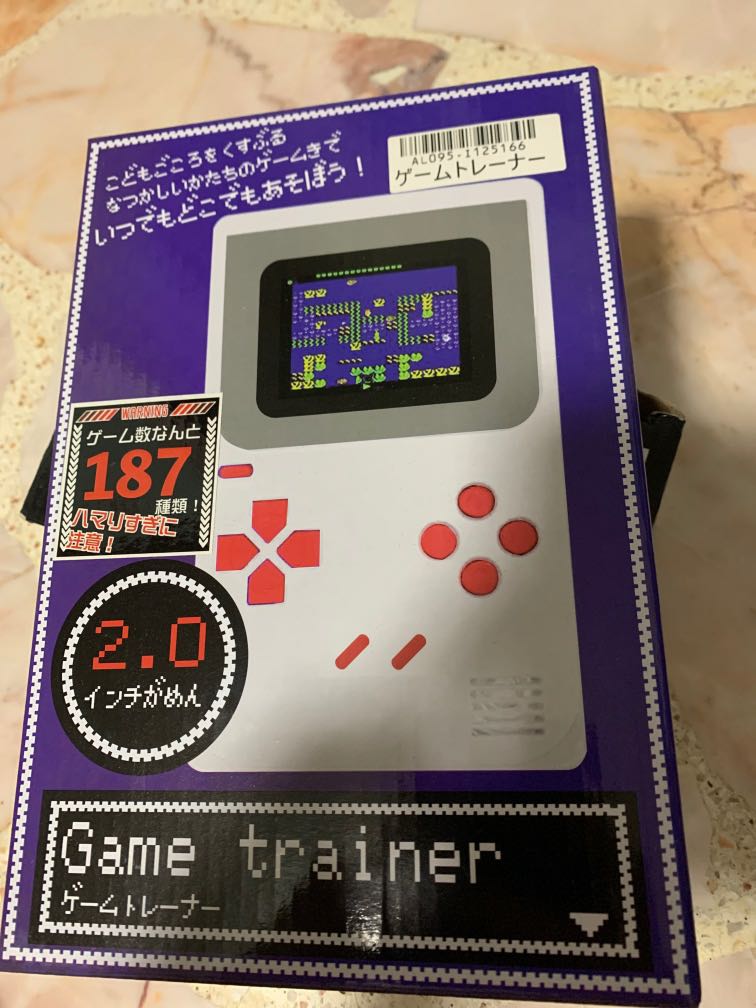 こどもごころをくすぶる
なつかしいかたちのゲームきで
いつでもどこでもあそぼう！
AL095-I125166
ゲームトレーナー
WARNING
ゲーム数なんと
187
種類！
ハマりすぎに
注意！
2.0
インチがめん
Game trainer
ゲームトレーナー